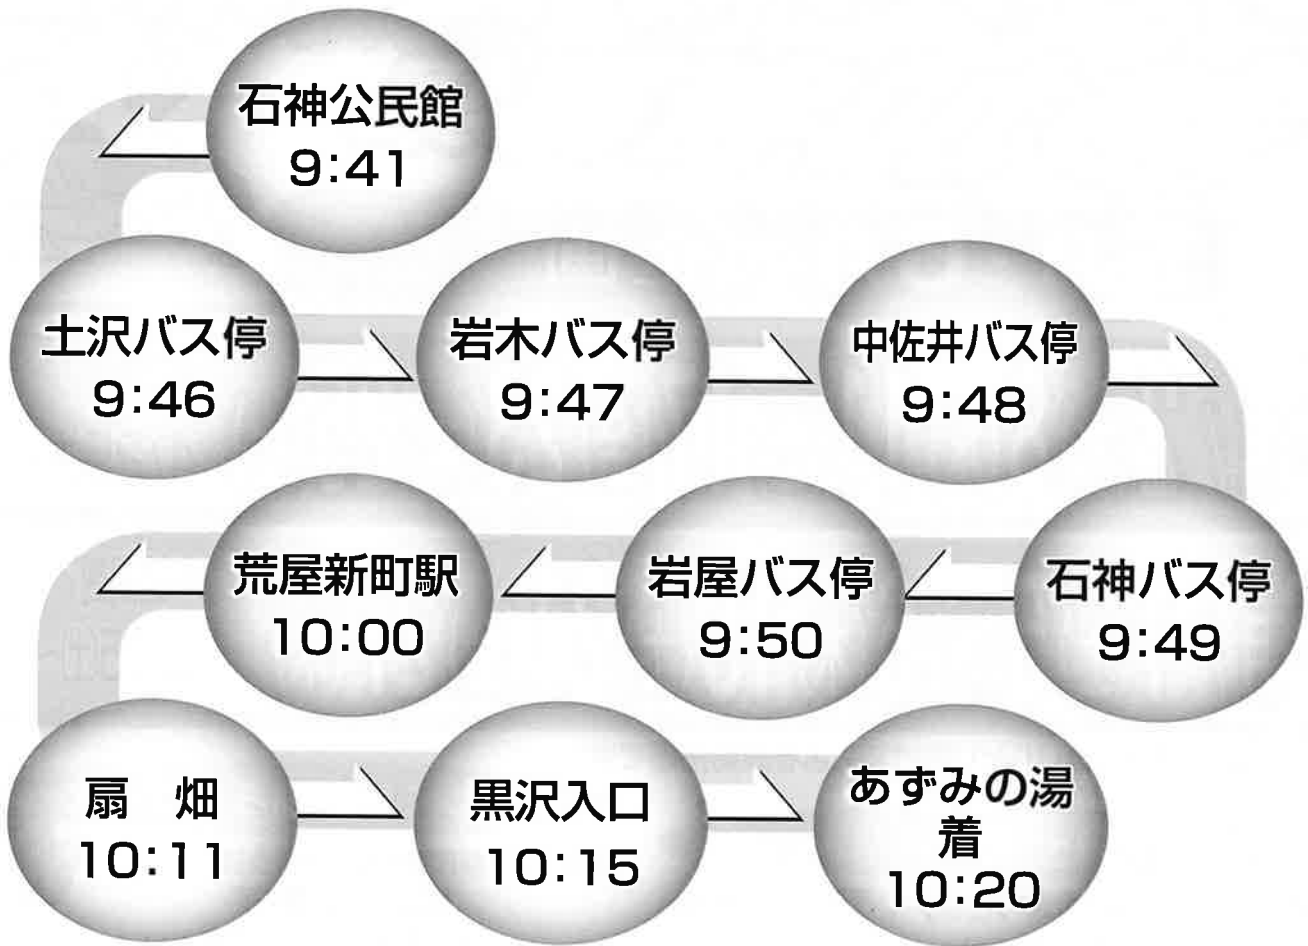 石神公民館
9:41
土沢バス停
9:46
岩木バス停
9:47
中佐井バス停
9:48
石神バス停
9:49
岩屋バス停
9:50
荒屋新町駅
10:00
扇　畑
10:11
黒沢入口
10:15
あずみの湯
着
10:20